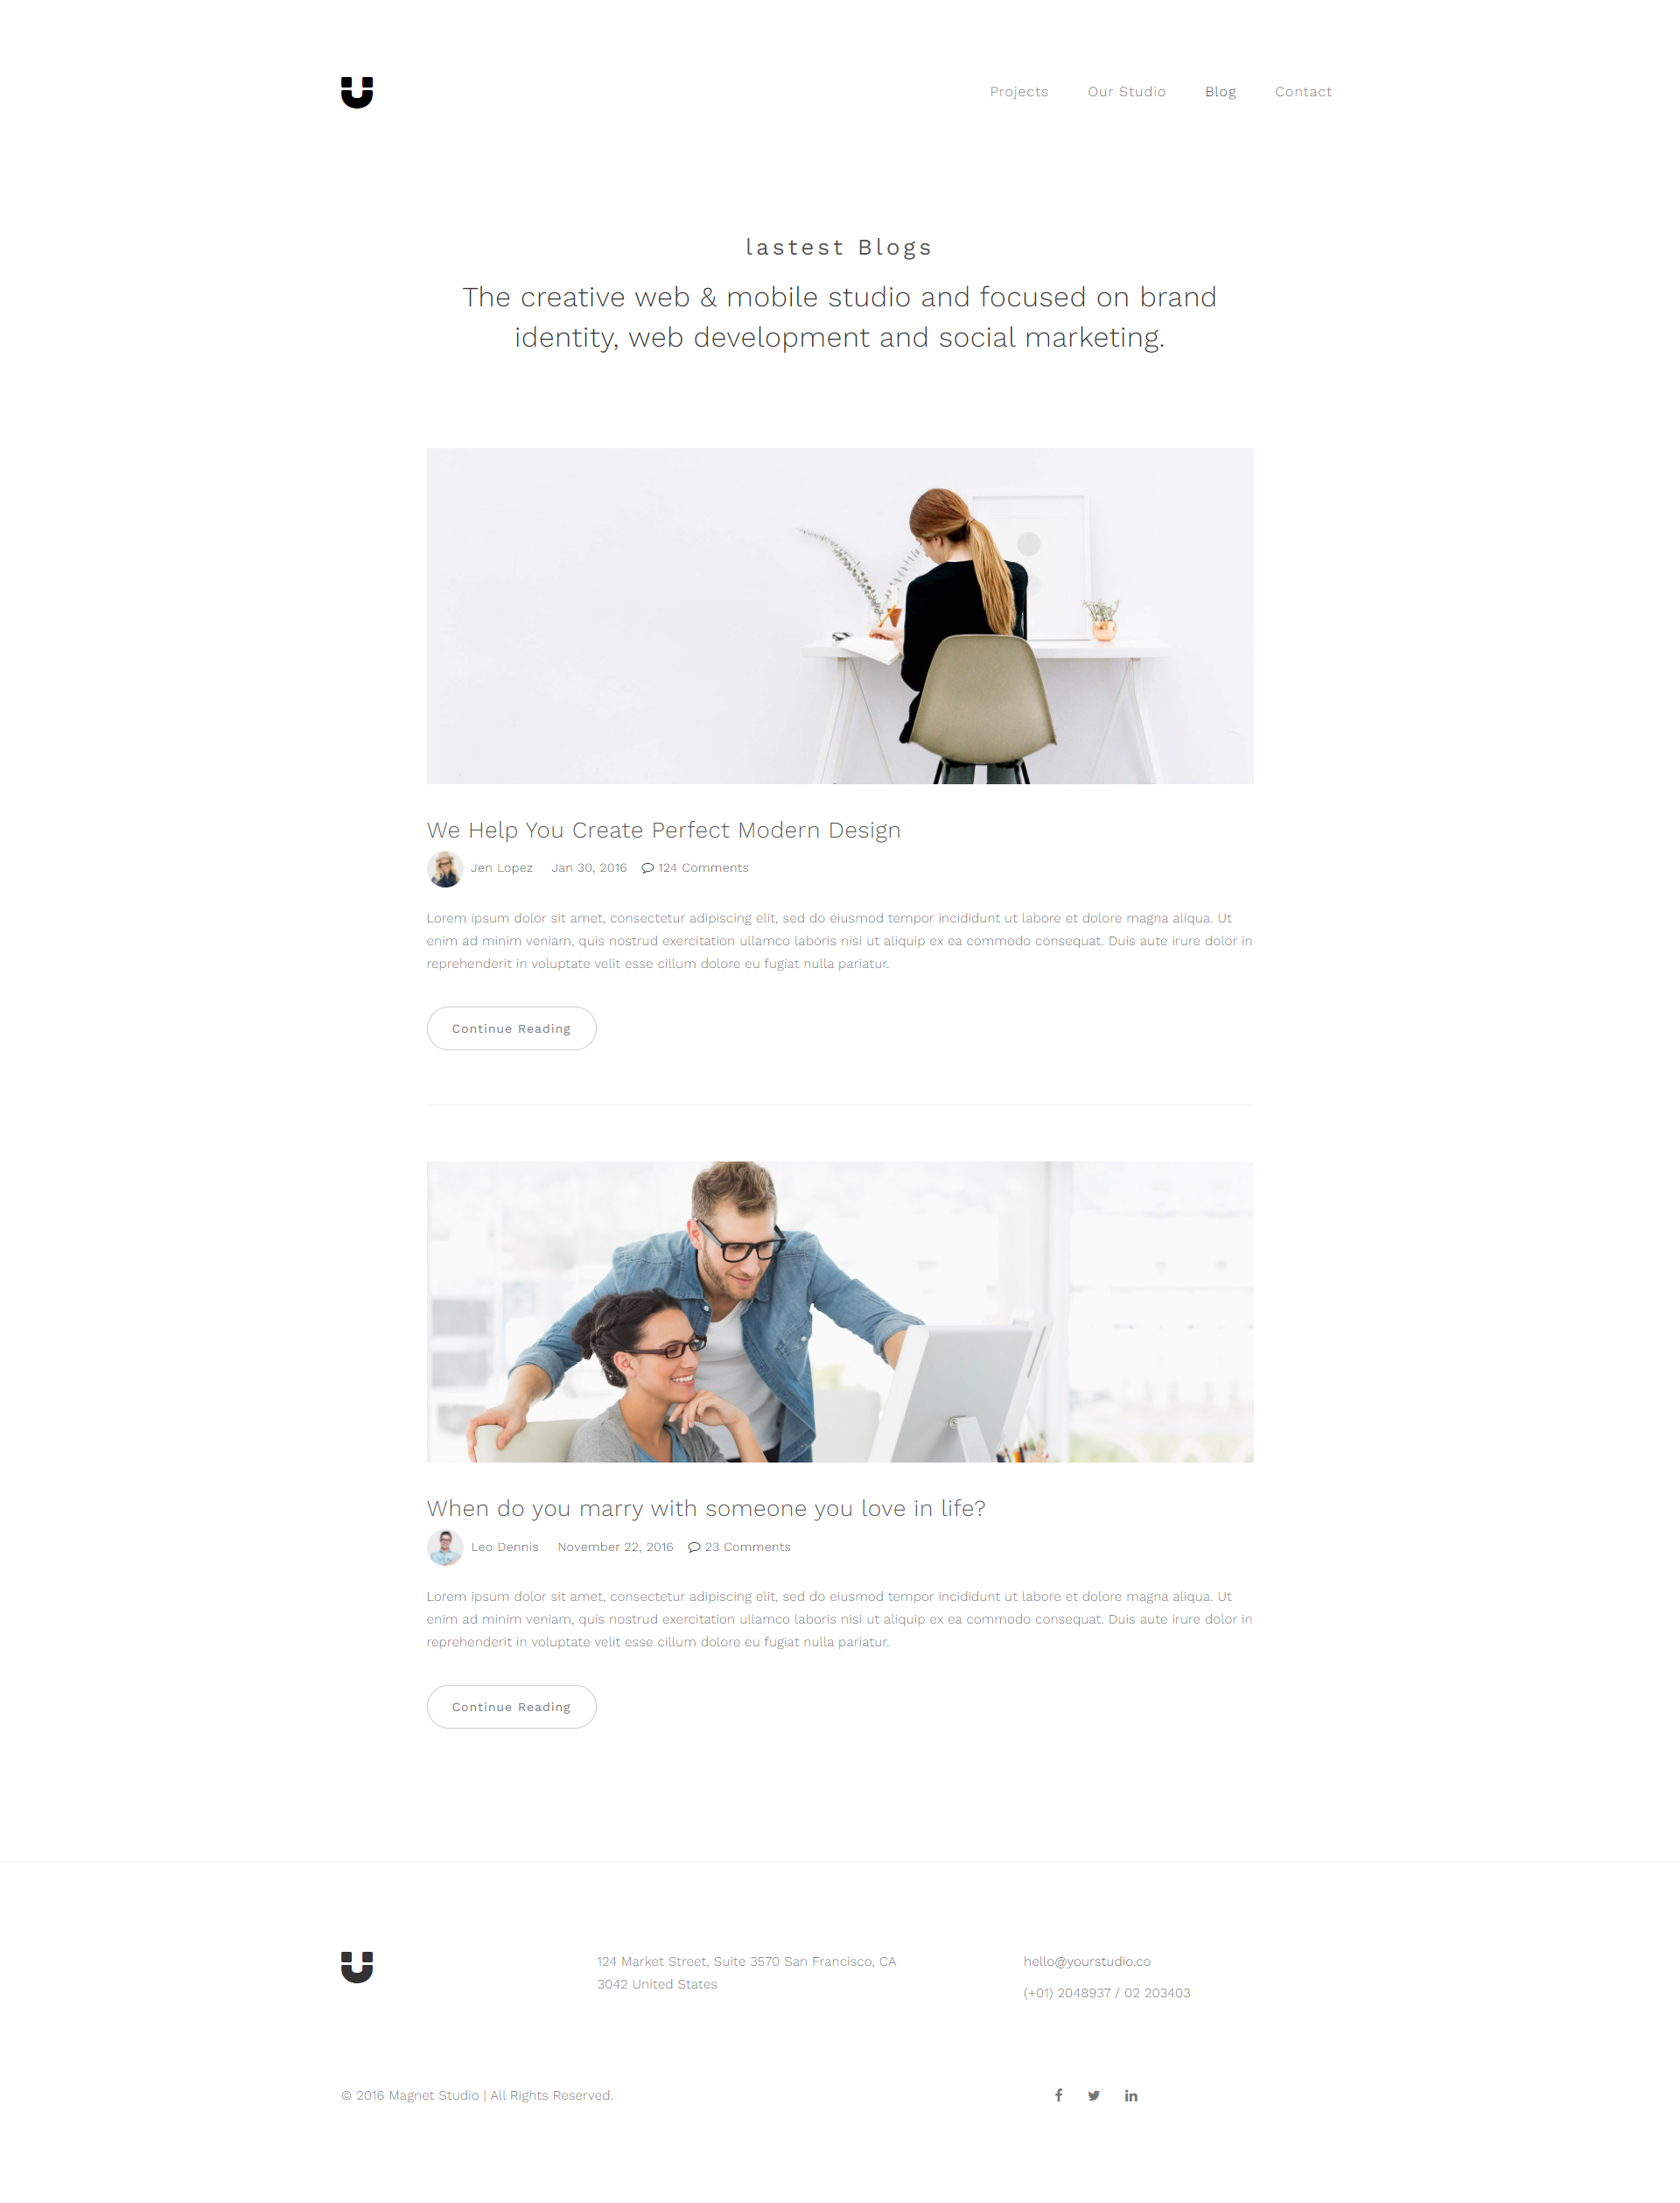 Projects Our Studio Blog Contact
lastest Blogs
The creative web & mobile studio and focused on brand
identity, web development and social marketing.
We Help You Create Perfect Modern Design
Jen Lopez Jan 30, 2016 124 Comments
Lorem ipsum dolor sit amet, consectetur adipiscing elit, sed do eiusmod tempor incididunt ut labore et dolore magna aliqua. Ut
enim ad minim veniam, quis nostrud exercitation ullamco laboris nisi ut aliquip ex ea commodo consequat. Duis aute irure dolor in
reprehenderit in voluptate velit esse cillum dolore eu fugiat nulla pariatur.
Continue Reading
When do you marry with someone you love in life?
Leo Dennis November 22, 2016 23 Comments
Lorem ipsum dolor sit amet, consectetur adipiscing elit, sed do eiusmod tempor incididunt ut labore et dolore magna aliqua. Ut
enim ad minim veniam, quis nostrud exercitation ullamco laboris nisi ut aliquip ex ea commodo consequat. Duis aute irure dolor in
reprehenderit in voluptate velit esse cillum dolore eu fugiat nulla pariatur.
Continue Reading
124 Market Street, Suite 3570 San Francisco, CA
3042 United States
hello@yourstudio.co
(+01) 2048937 / 02 203403
© 2016 Magnet Studio | All Rights Reserved.